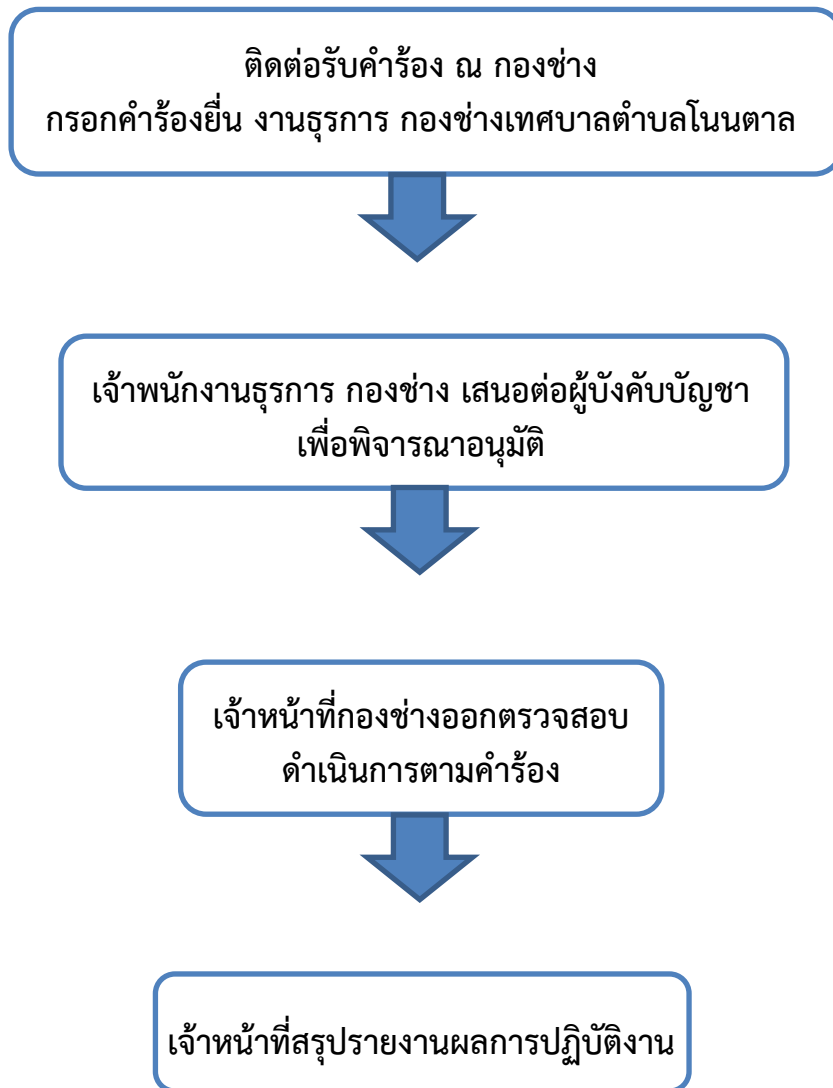 ติดต่อรับคำร้อง ณ กองช่าง
กรอกคำร้องยื่น งานธุรการ กองช่างเทศบาลตำบลโนนตาล
เจ้าพนักงานธุรการ กองช่าง เสนอต่อผู้บังคับบัญชา
เพื่อพิจารณาอนุมัติ
เจ้าหน้าที่กองช่างออกตรวจสอบ
ดำเนินการตามคำร้อง
เจ้าหน้าที่สรุปรายงานผลการปฏิบัติงาน